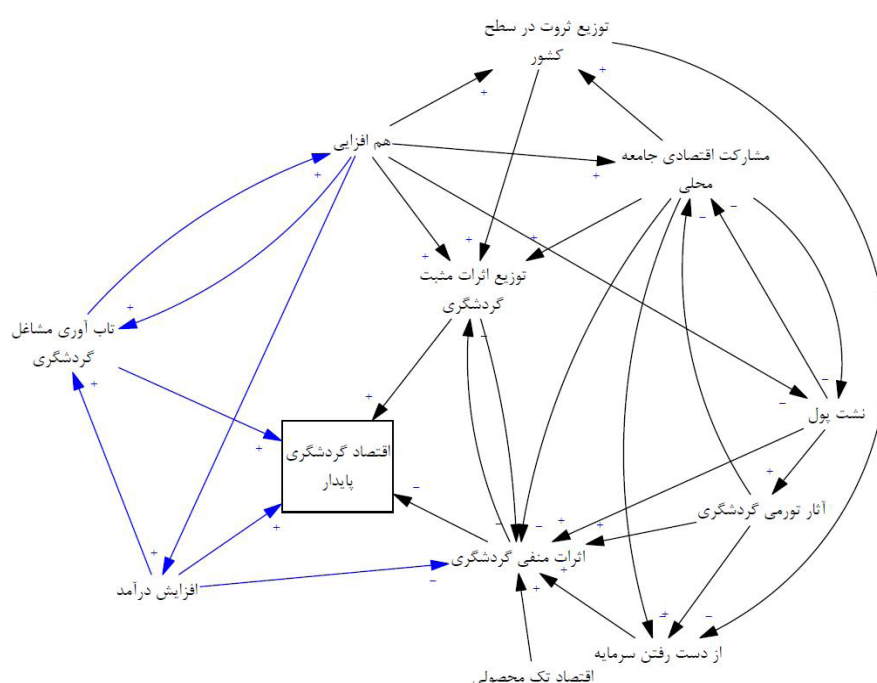 توزیع ثروت در سطح
کشور
هم افزایی
مشارکت اقتصادی جامعه
محلی
توزیع اثرات مثبت
گردشگری
تاب آوری مشاغل
گردشگری
نشت پول
اقتصاد گردشگری
پایدار
آثار تورمی گردشگری
اثرات منفی گردشگری
افزایش درآمد
از دست رفتن سرمایه
اقتصاد تک محصولی